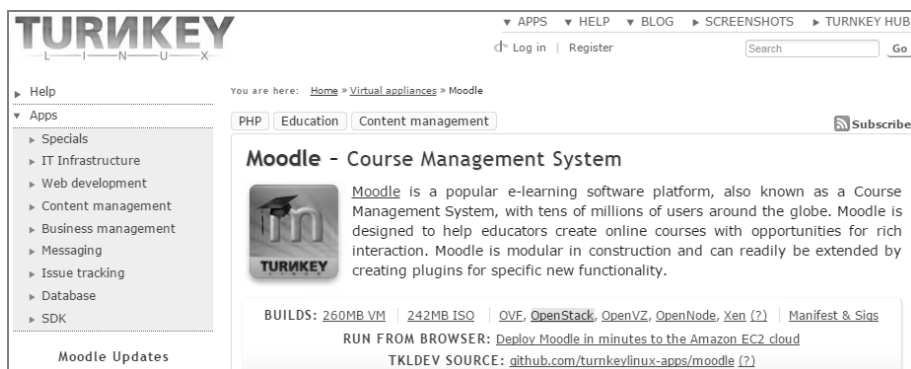 TURNKEY
L I N U X
▼ APPS ▼ HELP ▼ BLOG ▶ SCREENSHOTS ▶ TURNKEY HUB
Log in | Register
Search
Go
▶ Help
▼ Apps
▶ Specials
▶ IT Infrastructure
▶ Web development
▶ Content management
▶ Business management
▶ Messaging
▶ Issue tracking
▶ Database
▶ SDK
Moodle Updates
You are here: Home » Virtual appliances » Moodle
PHP Education Content management
Subscribe
Moodle – Course Management System
m
TURNKEY
LINUX
Moodle is a popular e-learning software platform, also known as a Course
Management System, with tens of millions of users around the globe. Moodle is
designed to help educators create online courses with opportunities for rich
interaction. Moodle is modular in construction and can readily be extended by
creating plugins for specific new functionality.
BUILDS: 260MB VM | 242MB ISO | OVF, OpenStack, OpenVZ, OpenNode, Xen (?) | Manifest & Sigs
RUN FROM BROWSER: Deploy Moodle in minutes to the Amazon EC2 cloud
TKLDEV SOURCE: github.com/turnkeylinux-apps/moodle (?)